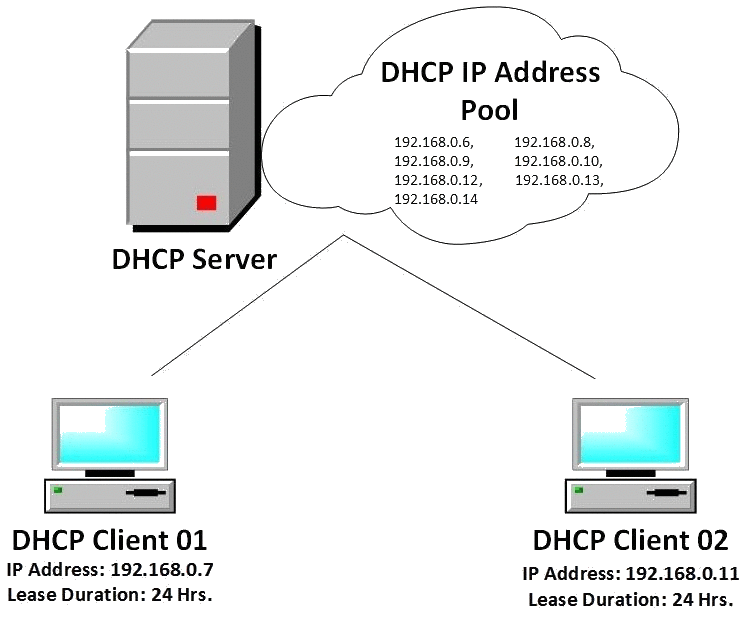 DHCP IP Address
Pool
192.168.0.6, 192.168.0.8,
192.168.0.9, 192.168.0.10,
192.168.0.12, 192.168.0.13,
192.168.0.14
DHCP Server
DHCP Client 01
IP Address: 192.168.0.7
Lease Duration: 24 Hrs.
DHCP Client 02
IP Address: 192.168.0.11
Lease Duration: 24 Hrs.